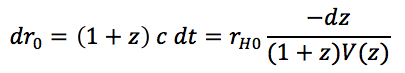 dr₀ = (1 + z) c dt = r_H0 −dz / (1 + z)V(z)